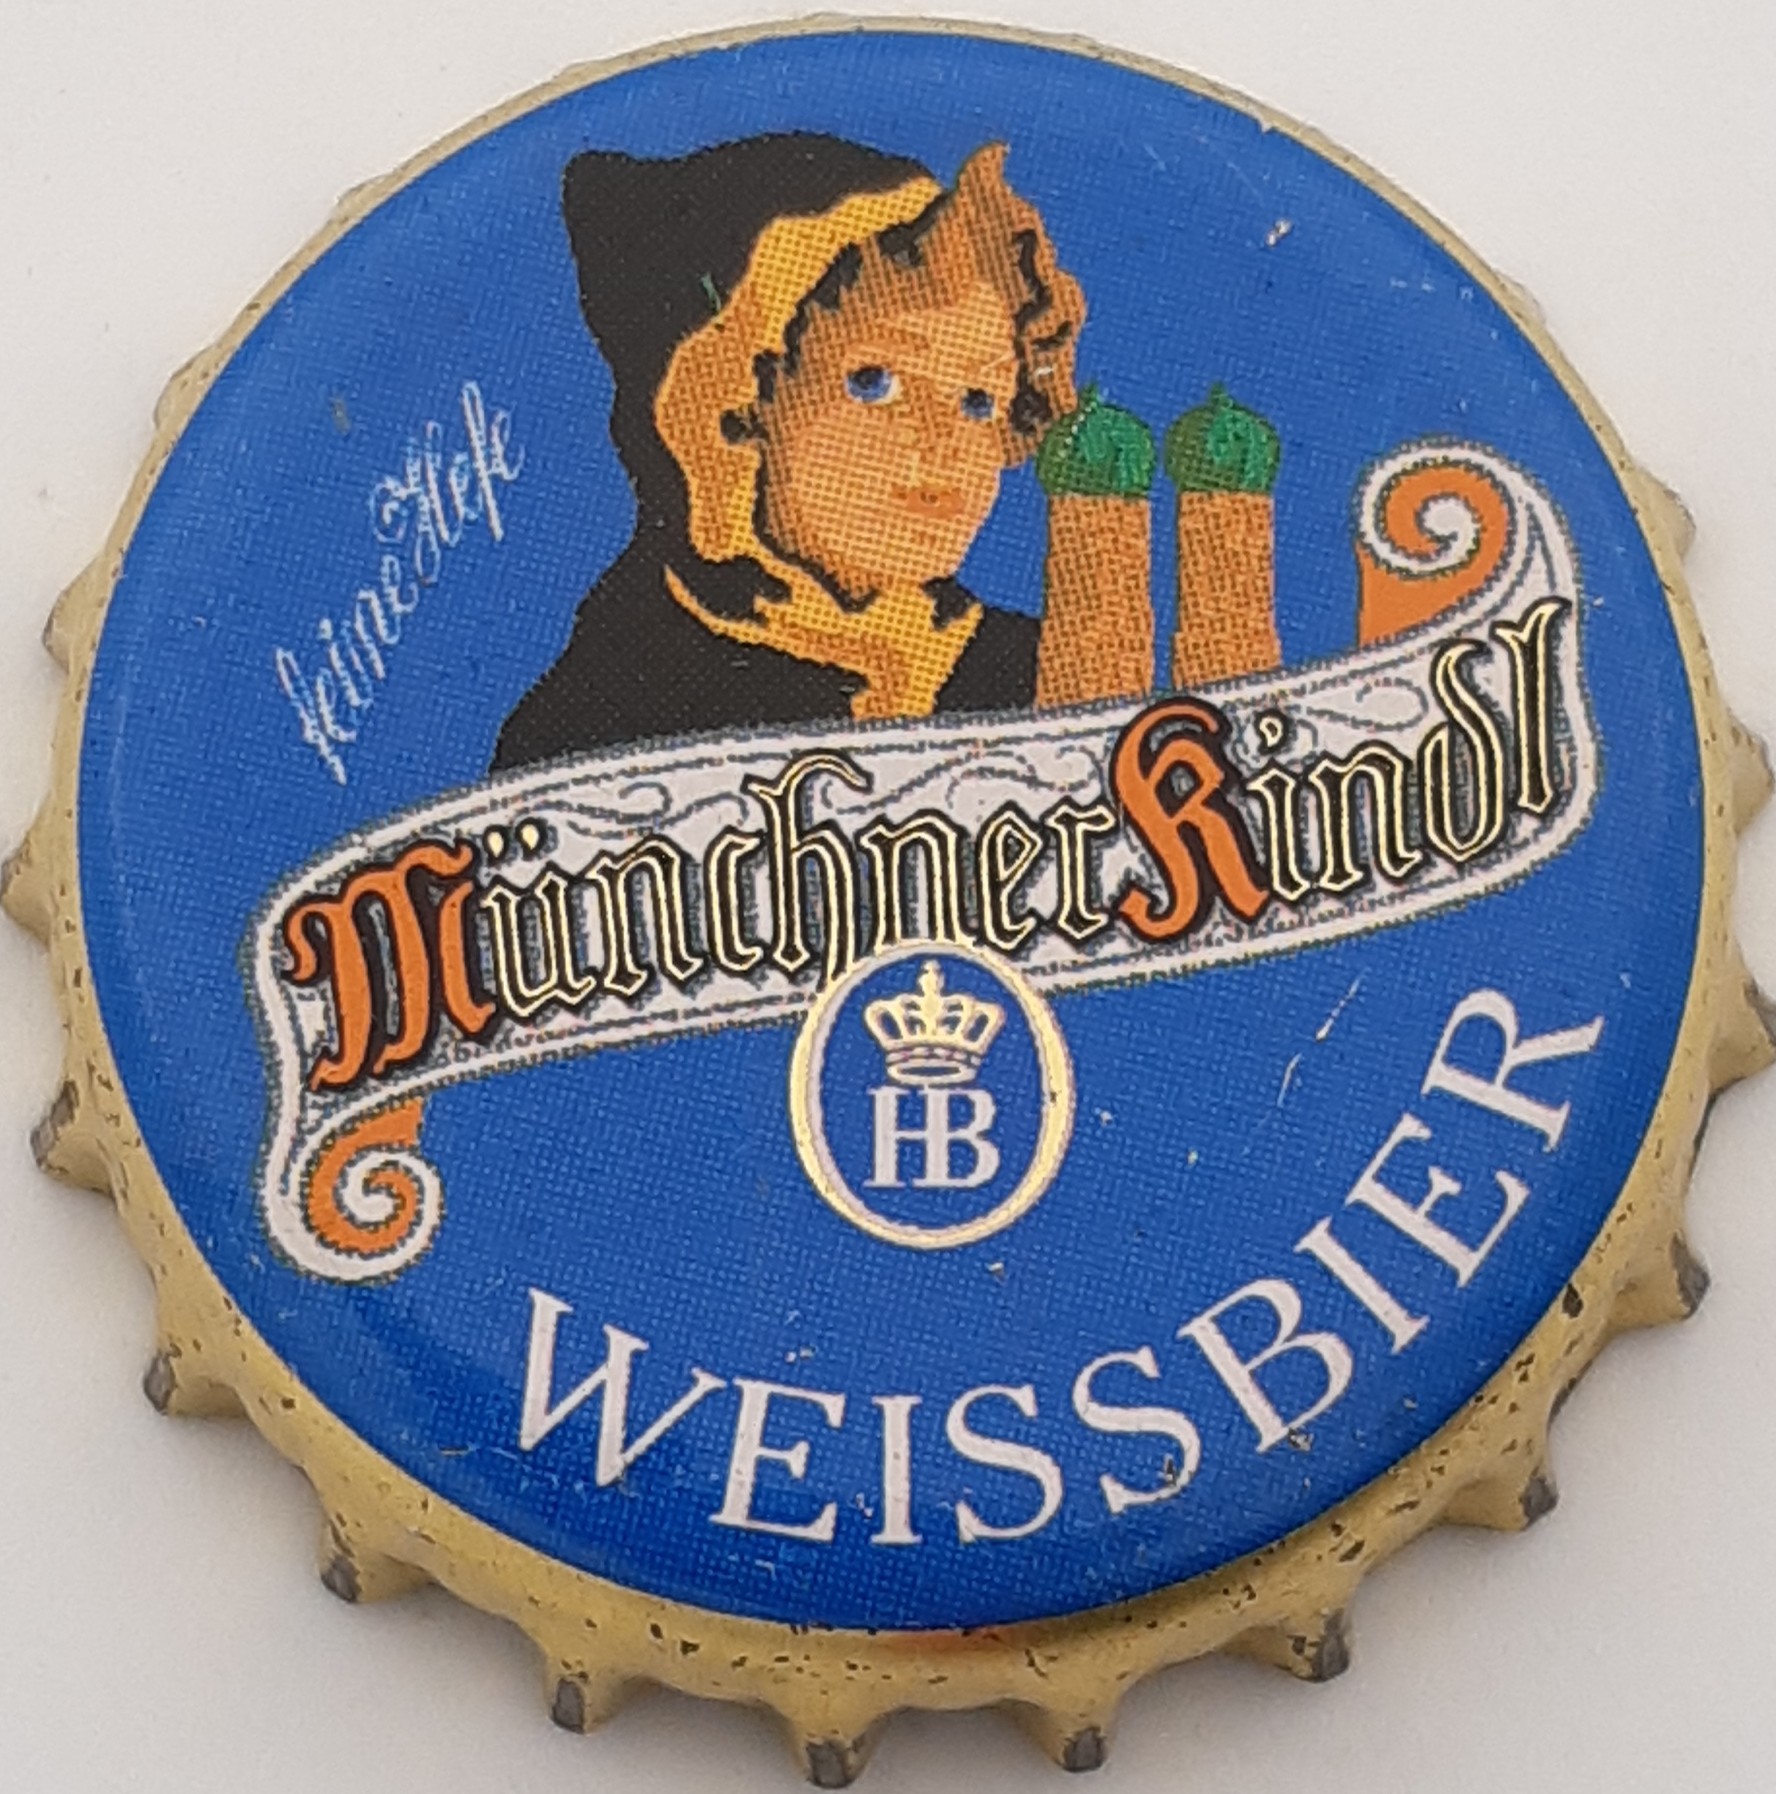 feine Hefe
Münchner Kindl
HB
WEISSBIER